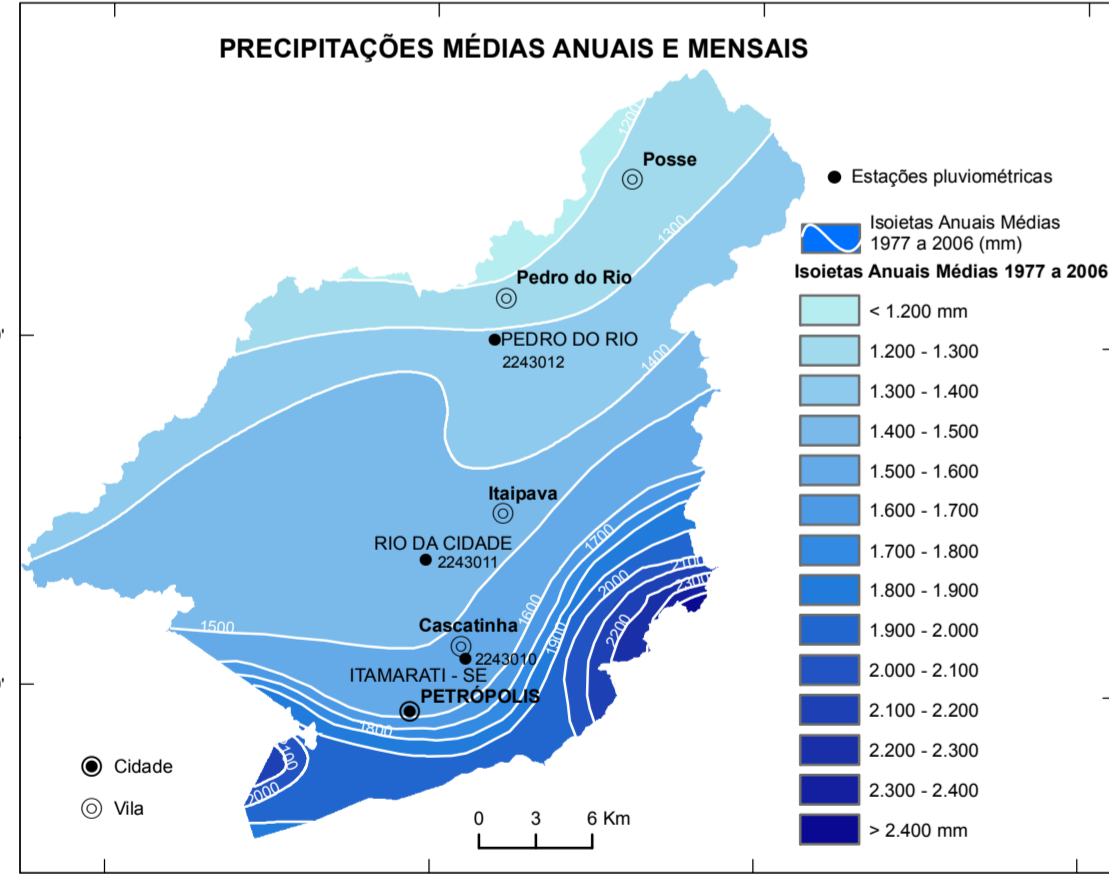 PRECIPITAÇÕES MÉDIAS ANUAIS E MENSAIS
1200
Posse
1300
Pedro do Rio
PEDRO DO RIO
2243012
1400
Itaipava
RIO DA CIDADE
2243011
1700
2100
2000
2300
1600
1500
Cascatinha
1900
2200
2243010
ITAMARATI - SE
PETRÓPOLIS
1800
2100
2000
Cidade
Vila
0 3 6 Km
Estações pluviométricas
Isoietas Anuais Médias
1977 a 2006 (mm)
Isoietas Anuais Médias 1977 a 2006
< 1.200 mm
1.200 - 1.300
1.300 - 1.400
1.400 - 1.500
1.500 - 1.600
1.600 - 1.700
1.700 - 1.800
1.800 - 1.900
1.900 - 2.000
2.000 - 2.100
2.100 - 2.200
2.200 - 2.300
2.300 - 2.400
> 2.400 mm